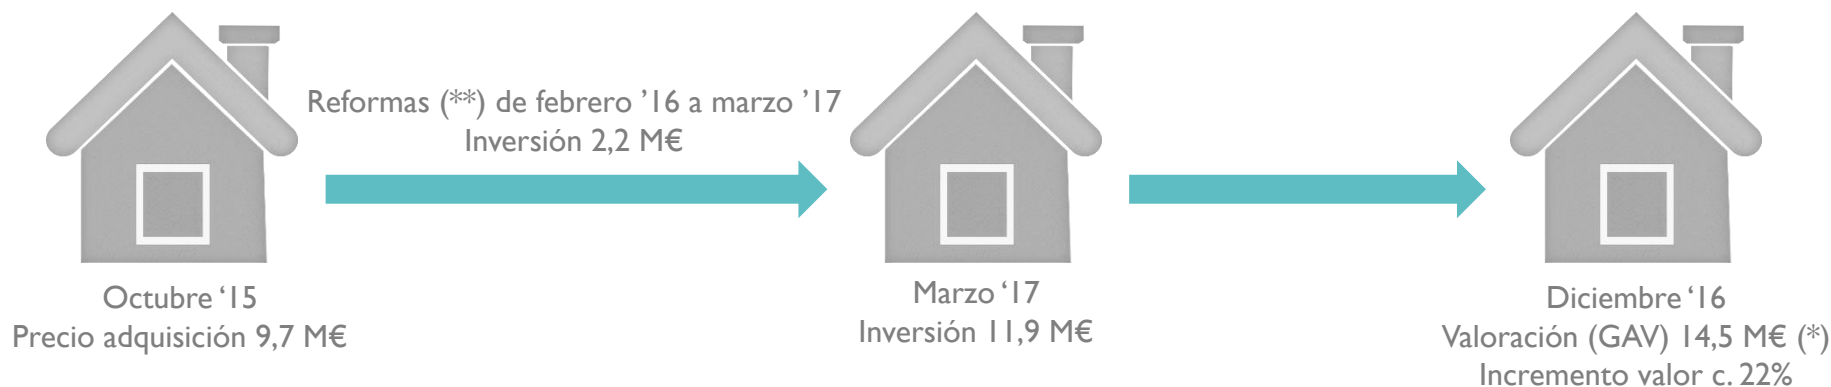 Reformas (**) de febrero ’16 a marzo ’17
Inversión 2,2 M€
Octubre ‘15
Precio adquisición 9,7 M€
Marzo ‘17
Inversión 11,9 M€
Diciembre ‘16
Valoración (GAV) 14,5 M€ (*)
Incremento valor c. 22%